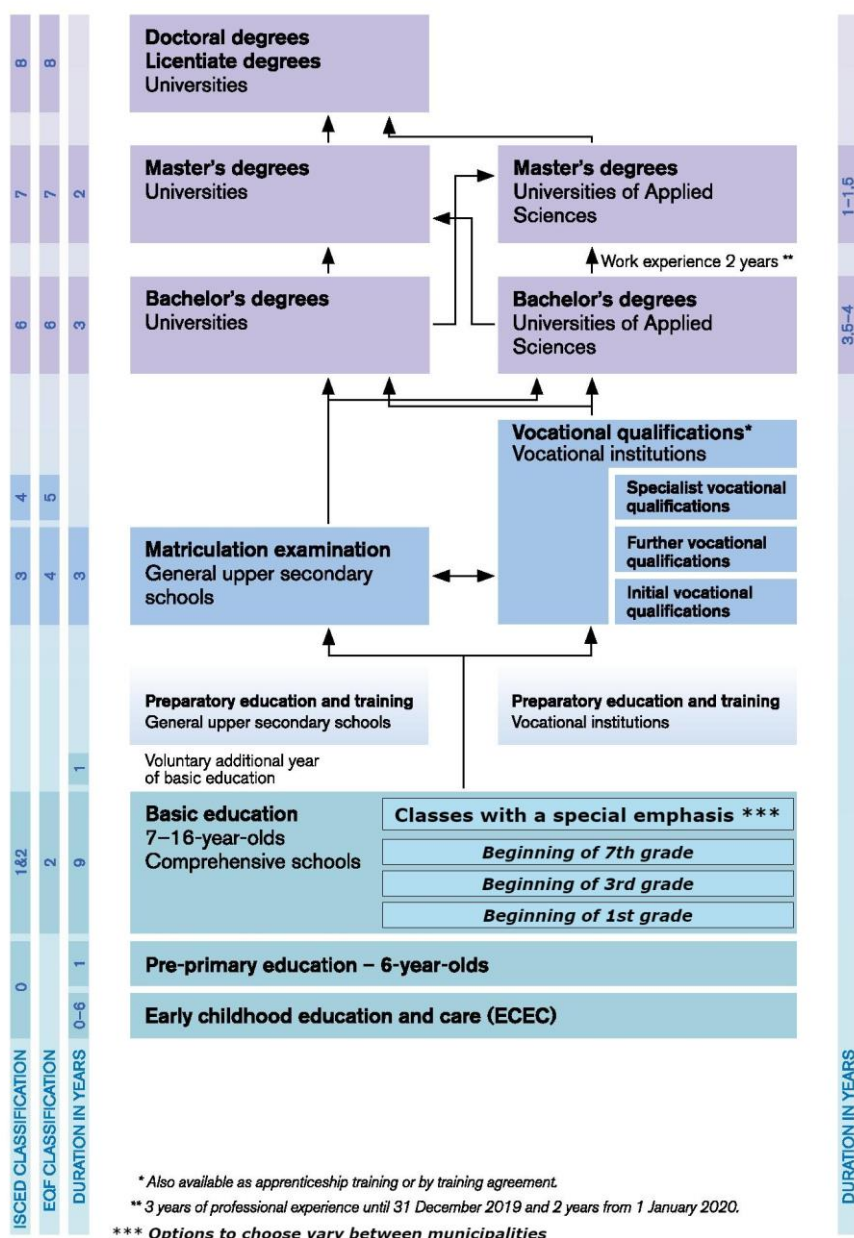 Doctoral degrees
Licentiate degrees
Universities
8
8
Master's degrees
Universities
Master's degrees
Universities of Applied
Sciences
7
7
2
1–1,5
Work experience 2 years **
Bachelor's degrees
Universities
Bachelor's degrees
Universities of Applied
Sciences
6
6
3
3,5–4
Vocational qualifications*
Vocational institutions
Specialist vocational
qualifications
Further vocational
qualifications
Initial vocational
qualifications
4
5
Matriculation examination
General upper secondary
schools
3
4
3
Preparatory education and training
General upper secondary schools
Preparatory education and training
Vocational institutions
Voluntary additional year
of basic education
1
Basic education
7–16-year-olds
Comprehensive schools
Classes with a special emphasis ***
Beginning of 7th grade
Beginning of 3rd grade
Beginning of 1st grade
1&2
2
9
Pre-primary education – 6-year-olds
0
1
Early childhood education and care (ECEC)
0–6
ISCED CLASSIFICATION
EQF CLASSIFICATION
DURATION IN YEARS
DURATION IN YEARS
* Also available as apprenticeship training or by training agreement.
** 3 years of professional experience until 31 December 2019 and 2 years from 1 January 2020.
*** Options to choose vary between municipalities